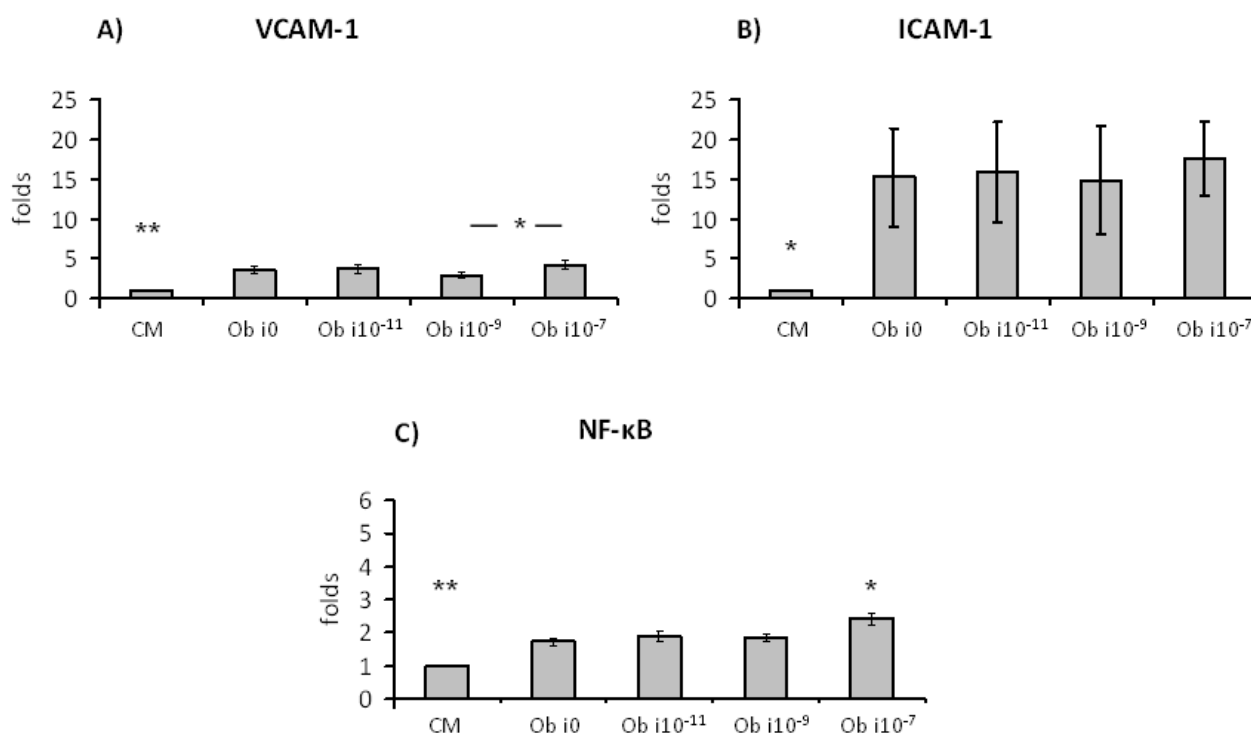 A) VCAM-1
25
20
15
10
5
0
folds
**
— * —
CM Ob i0 Ob i10⁻¹¹ Ob i10⁻⁹ Ob i10⁻⁷
B) ICAM-1
25
20
15
10
5
0
folds
*
CM Ob i0 Ob i10⁻¹¹ Ob i10⁻⁹ Ob i10⁻⁷
C) NF-κB
6
5
4
3
2
1
0
folds
** *
CM Ob i0 Ob i10⁻¹¹ Ob i10⁻⁹ Ob i10⁻⁷